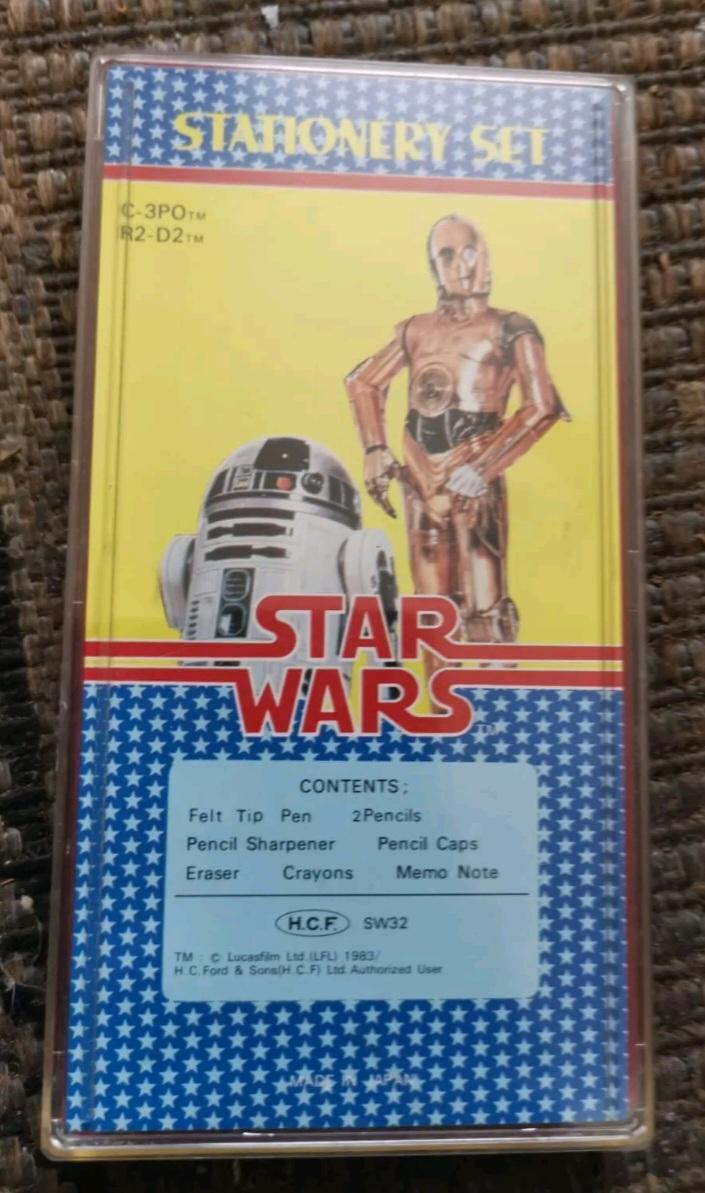 STATIONERY SET
C-3PO™
R2-D2™
STAR
WARS™
CONTENTS;
Felt Tip Pen 2Pencils
Pencil Sharpener Pencil Caps
Eraser Crayons Memo Note
H.C.F. SW32
TM : © Lucasfilm Ltd.(LFL) 1983/
H.C.Ford & Sons(H.C.F) Ltd. Authorized User
MADE IN JAPAN